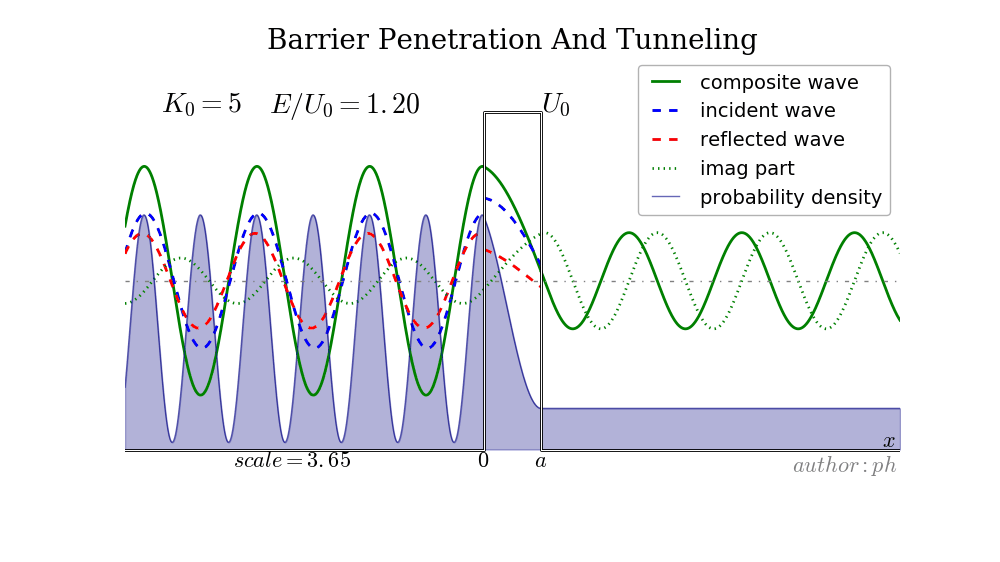 Barrier Penetration And Tunneling
K₀ = 5 E/U₀ = 1.20 U₀
composite wave
incident wave
reflected wave
imag part
probability density
x
scale = 3.65 0 a
author : ph